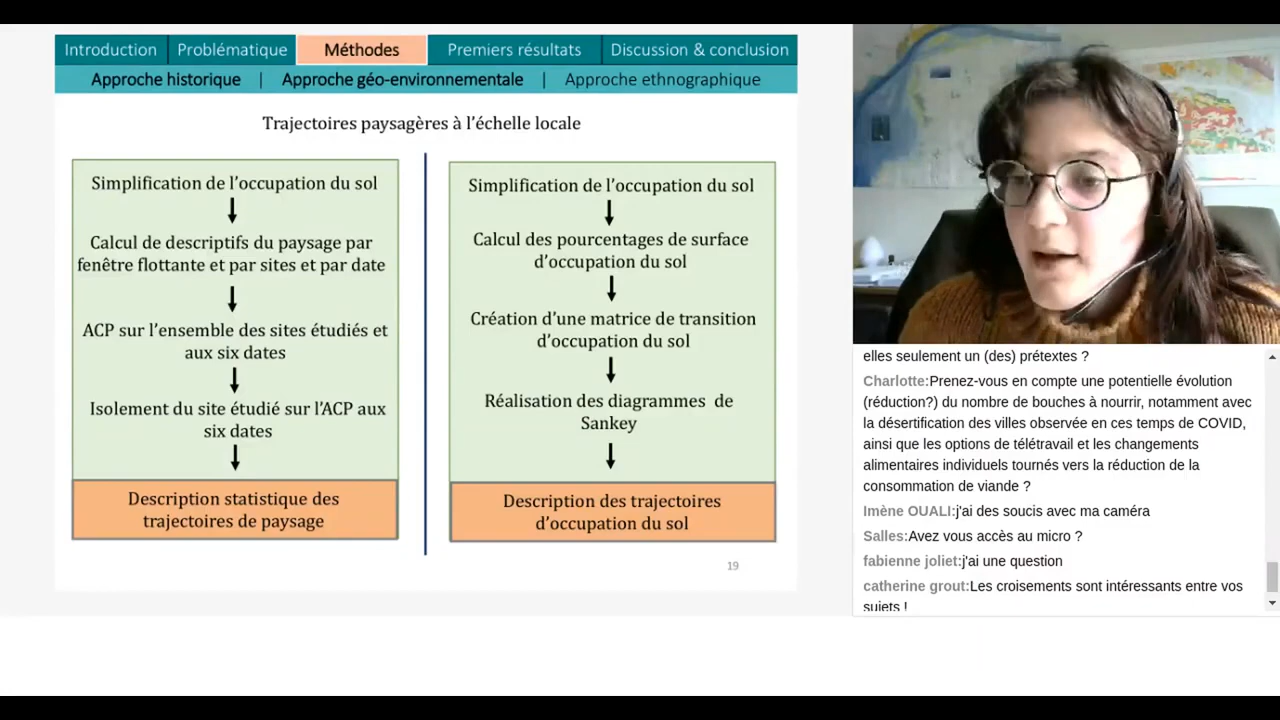 Introduction
Problématique
Méthodes
Premiers résultats
Discussion & conclusion
Approche historique | Approche géo-environnementale | Approche ethnographique
Trajectoires paysagères à l'échelle locale
Simplification de l'occupation du sol
Calcul de descriptifs du paysage par
fenêtre flottante et par sites et par date
ACP sur l'ensemble des sites étudiés et
aux six dates
Isolement du site étudié sur l'ACP aux
six dates
Description statistique des
trajectoires de paysage
Simplification de l'occupation du sol
Calcul des pourcentages de surface
d'occupation du sol
Création d'une matrice de transition
d'occupation du sol
Réalisation des diagrammes de
Sankey
Description des trajectoires
d'occupation du sol
19
elles seulement un (des) prétextes ?
Charlotte:Prenez-vous en compte une potentielle évolution
(réduction?) du nombre de bouches à nourrir, notamment avec
la désertification des villes observée en ces temps de COVID,
ainsi que les options de télétravail et les changements
alimentaires individuels tournés vers la réduction de la
consommation de viande ?
Imène OUALI:j'ai des soucis avec ma caméra
Salles:Avez vous accès au micro ?
fabienne joliet:j'ai une question
catherine grout:Les croisements sont intéressants entre vos
sujets !